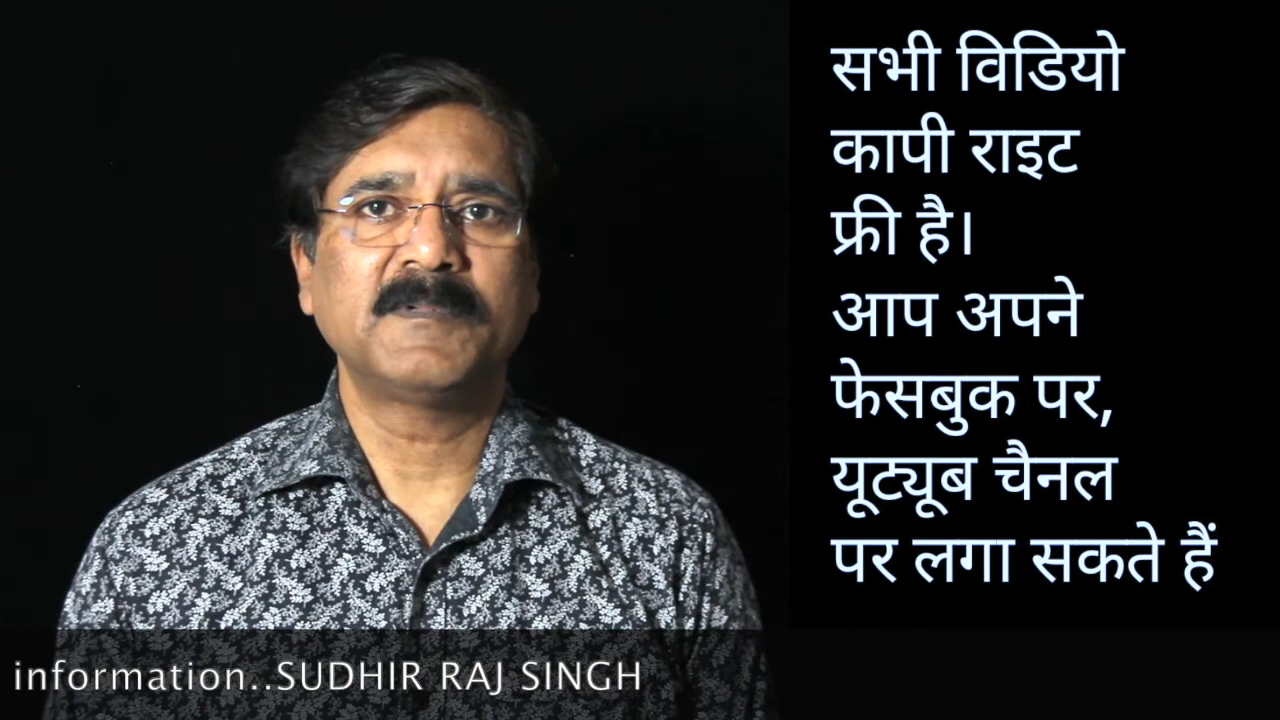 सभी विडियो
कापी राइट
फ्री है।
आप अपने
फेसबुक पर,
यूट्यूब चैनल
पर लगा सकते हैं
information..SUDHIR RAJ SINGH